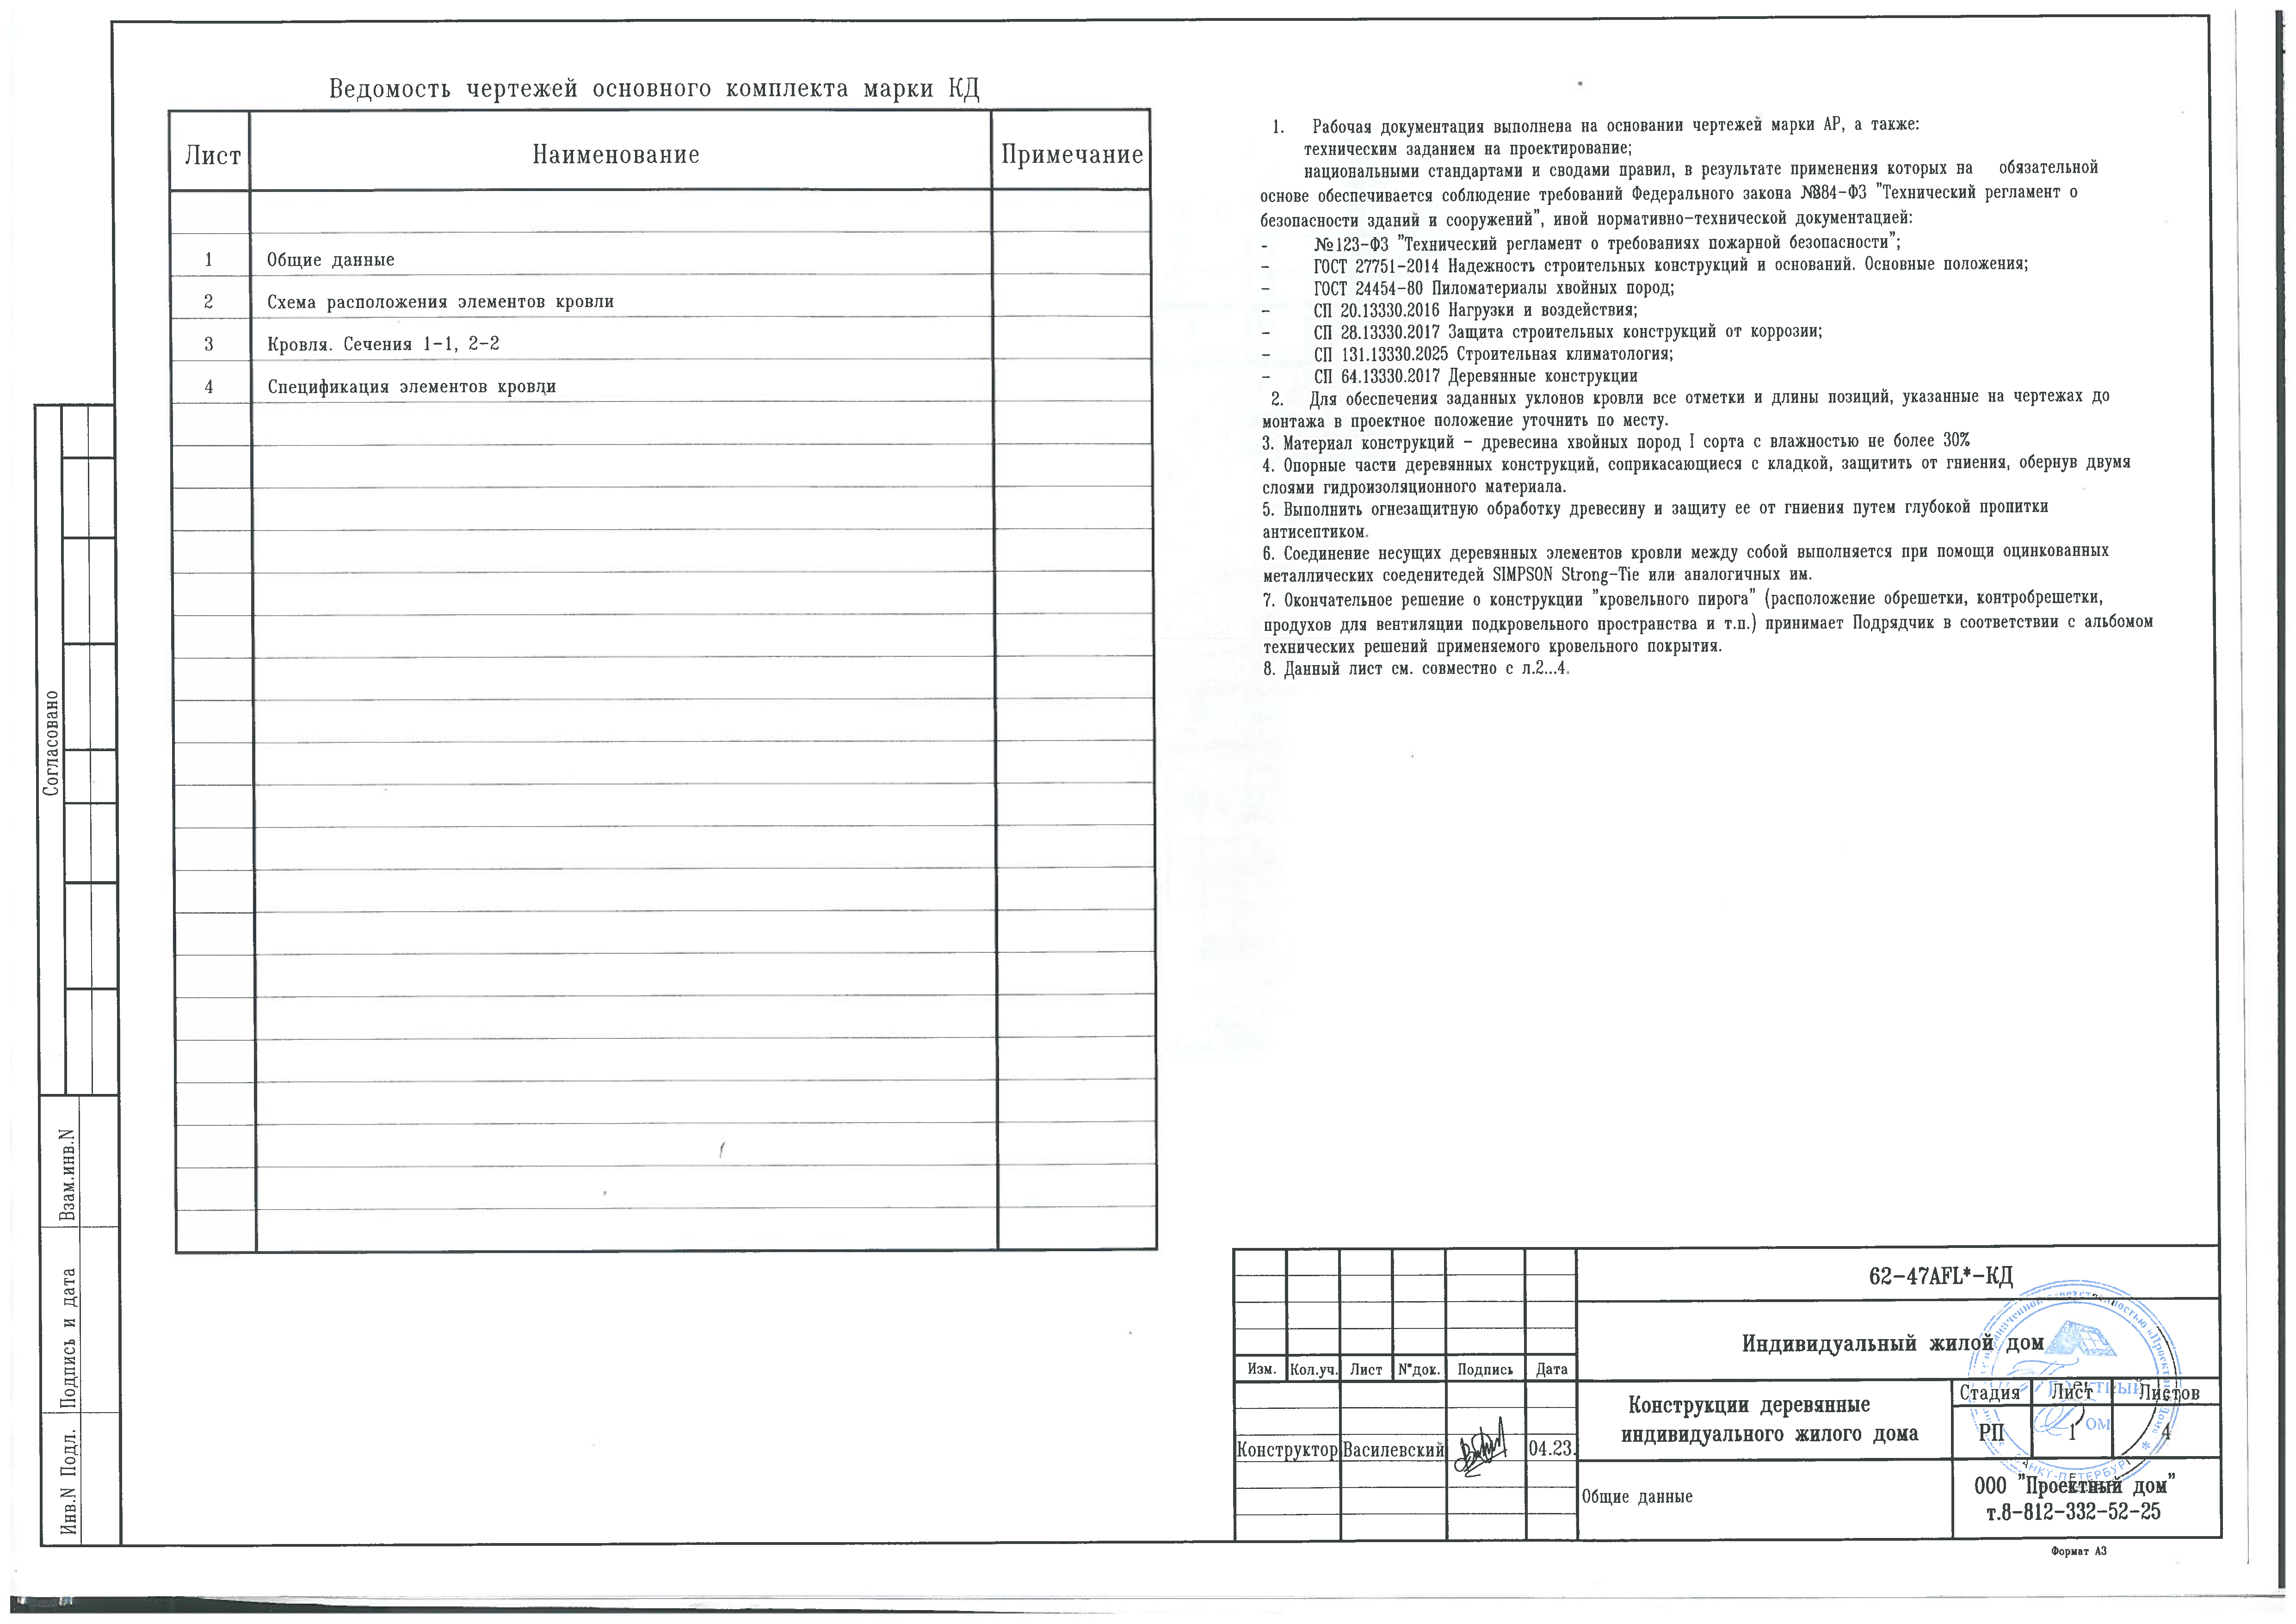 Ведомость чертежей основного комплекта марки КД
Лист Наименование Примечание
1 Общие данные
2 Схема расположения элементов кровли
3 Кровля. Сечения 1-1, 2-2
4 Спецификация элементов кровли
1. Рабочая документация выполнена на основании чертежей марки АР, а также:
техническим заданием на проектирование;
национальными стандартами и сводами правил, в результате применения которых на обязательной
основе обеспечивается соблюдение требований Федерального закона №384-ФЗ "Технический регламент о
безопасности зданий и сооружений", иной нормативно-технической документацией:
- №123-ФЗ "Технический регламент о требованиях пожарной безопасности";
- ГОСТ 27751-2014 Надежность строительных конструкций и оснований. Основные положения;
- ГОСТ 24454-80 Пиломатериалы хвойных пород;
- СП 20.13330.2016 Нагрузки и воздействия;
- СП 28.13330.2017 Защита строительных конструкций от коррозии;
- СП 131.13330.2025 Строительная климатология;
- СП 64.13330.2017 Деревянные конструкции
2. Для обеспечения заданных уклонов кровли все отметки и длины позиций, указанные на чертежах до
монтажа в проектное положение уточнить по месту.
3. Материал конструкций - древесина хвойных пород I сорта с влажностью не более 30%
4. Опорные части деревянных конструкций, соприкасающиеся с кладкой, защитить от гниения, обернув двумя
слоями гидроизоляционного материала.
5. Выполнить огнезащитную обработку древесину и защиту ее от гниения путем глубокой пропитки
антисептиком.
6. Соединение несущих деревянных элементов кровли между собой выполняется при помощи оцинкованных
металлических соеденитедей SIMPSON Strong-Tie или аналогичных им.
7. Окончательное решение о конструкции "кровельного пирога" (расположение обрешетки, контробрешетки,
продухов для вентиляции подкровельного пространства и т.п.) принимает Подрядчик в соответствии с альбомом
технических решений применяемого кровельного покрытия.
8. Данный лист см. совместно с л.2...4.
Согласовано
Взам.инв.N
Подпись и дата
Инв.N Подл.
62-47AFL*-КД
Индивидуальный жилой дом
Изм. Кол.уч. Лист N°док. Подпись Дата
Конструкции деревянные
индивидуального жилого дома
Стадия Лист Листов
РП 1 4
Конструктор Василевский 04.23.
Общие данные
ООО "Проектный дом"
т.8-812-332-52-25
Формат А3